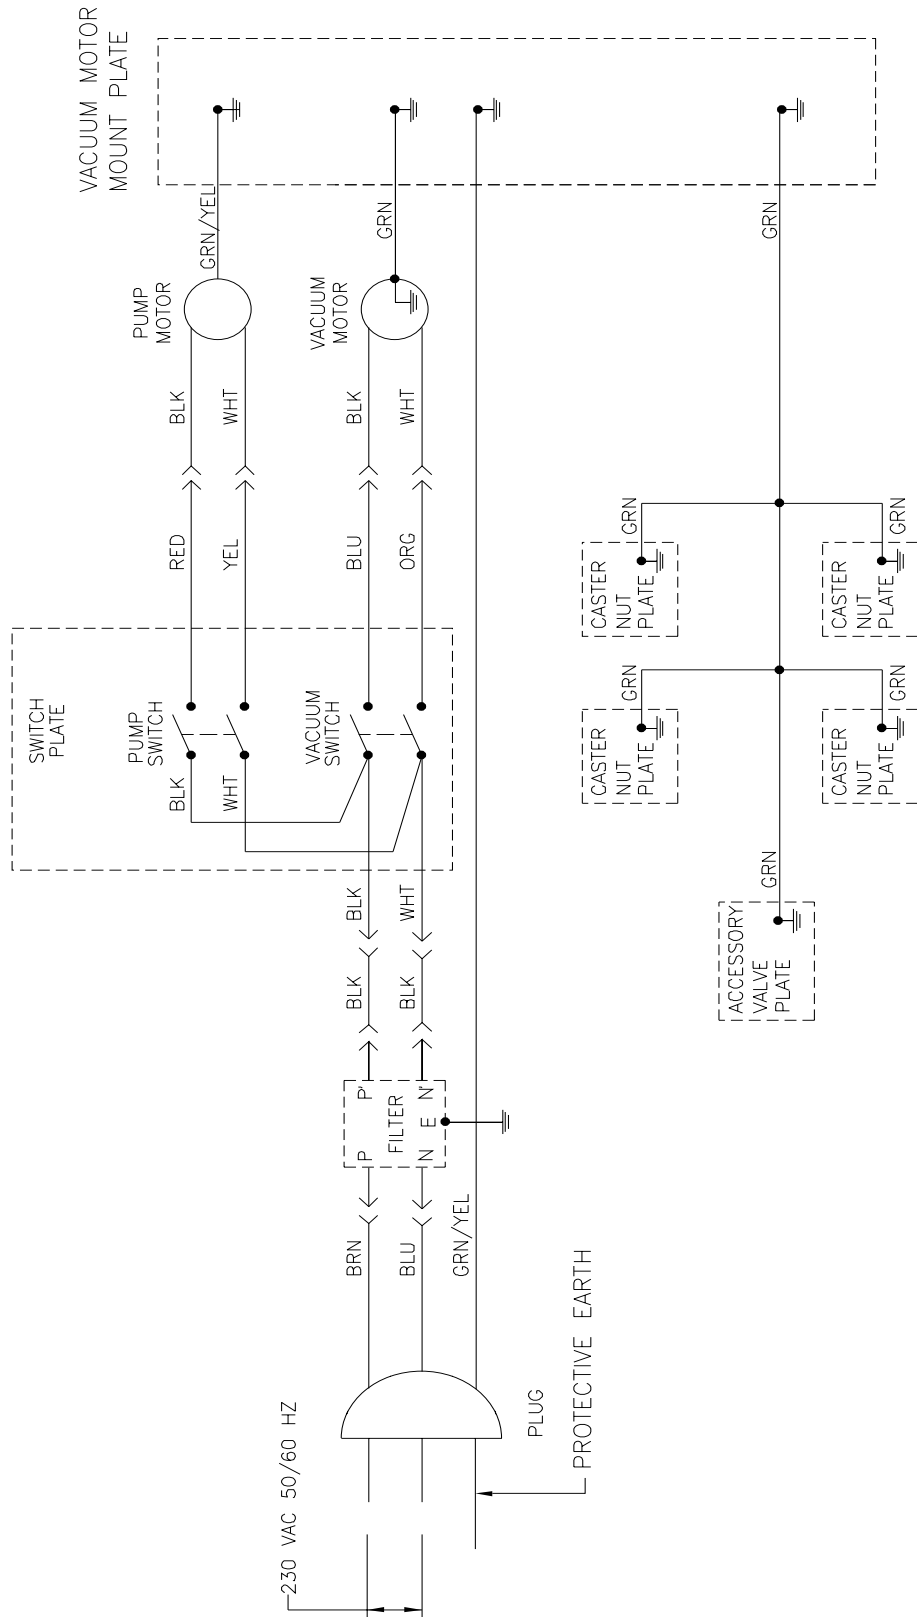 VACUUM MOTOR
MOUNT PLATE
GRN/YEL
GRN
GRN
PUMP
MOTOR
VACUUM
MOTOR
BLK
WHT
BLK
WHT
RED
YEL
BLU
ORG
GRN
GRN
CASTER
NUT
PLATE
CASTER
NUT
PLATE
SWITCH
PLATE
PUMP
SWITCH
VACUUM
SWITCH
BLK
WHT
GRN
GRN
CASTER
NUT
PLATE
CASTER
NUT
PLATE
BLK
WHT
GRN
ACCESSORY
VALVE
PLATE
BLK
BLK
P'
N'
FILTER
E
P
N
BRN
BLU
GRN/YEL
PLUG
PROTECTIVE EARTH
230 VAC 50/60 HZ